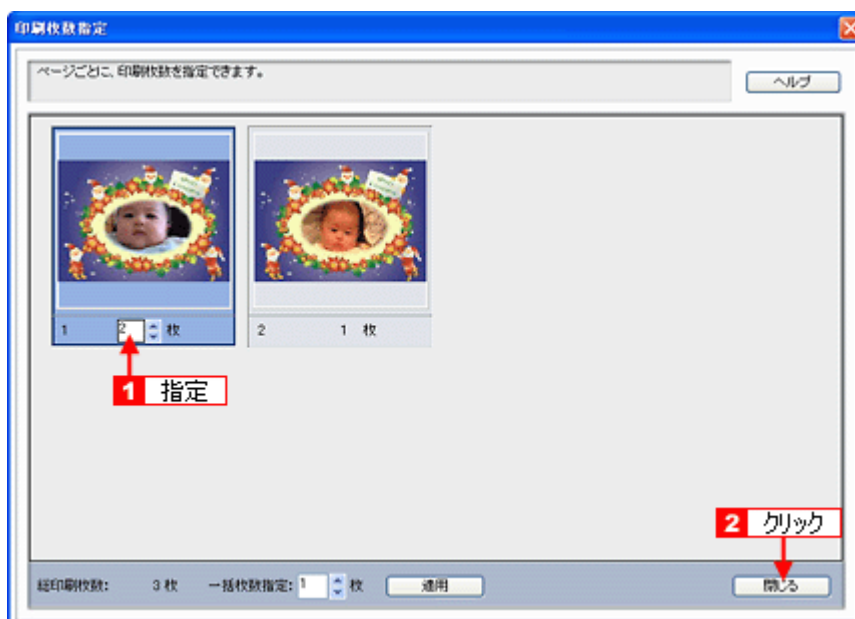 印刷枚数指定
ページごとに、印刷枚数を指定できます。
ヘルプ
1 2 枚
2 1 枚
1 指定
2 クリック
総印刷枚数: 3 枚 一括枚数指定: 1 枚 適用 閉じる